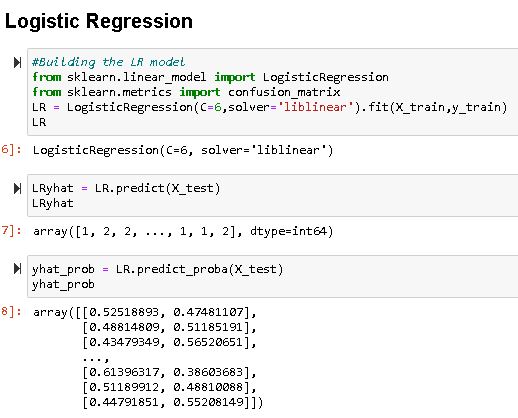 Logistic Regression
#Building the LR model
from sklearn.linear_model import LogisticRegression
from sklearn.metrics import confusion_matrix
LR = LogisticRegression(C=6,solver='liblinear').fit(X_train,y_train)
LR
6]: LogisticRegression(C=6, solver='liblinear')
LRyhat = LR.predict(X_test)
LRyhat
7]: array([1, 2, 2, ..., 1, 1, 2], dtype=int64)
yhat_prob = LR.predict_proba(X_test)
yhat_prob
8]: array([[0.52518893, 0.47481107],
[0.48814809, 0.51185191],
[0.43479349, 0.56520651],
...,
[0.61396317, 0.38603683],
[0.51189912, 0.48810088],
[0.44791851, 0.55208149]])